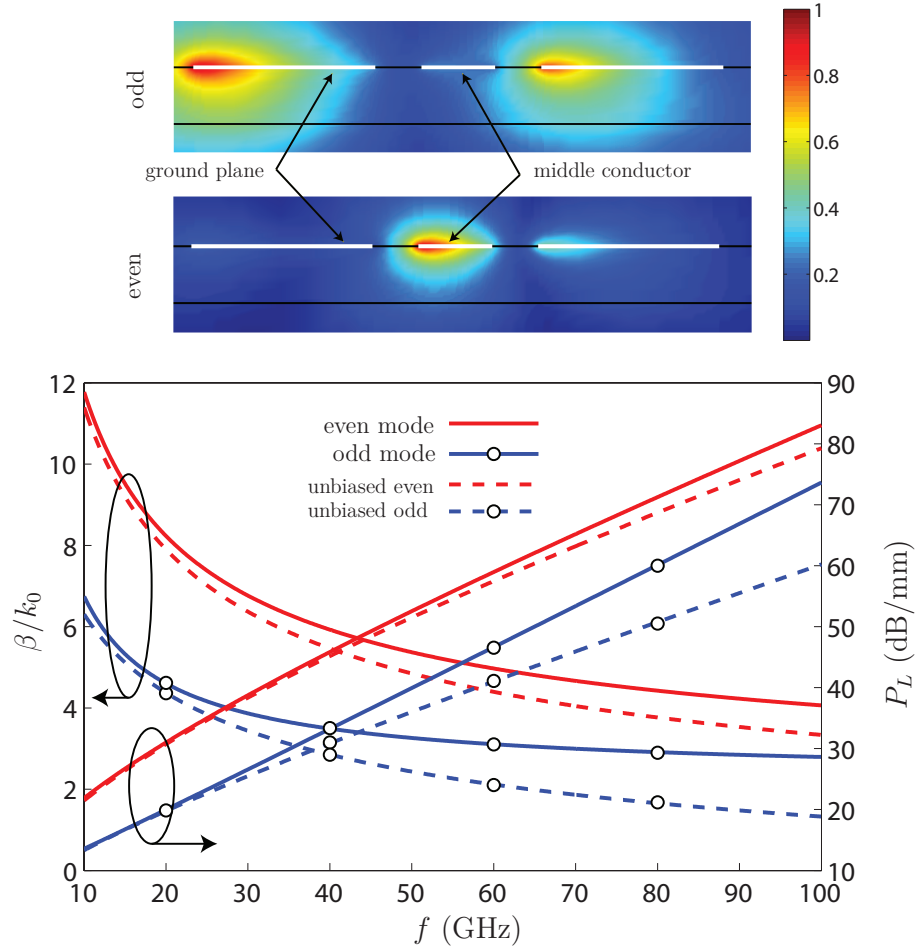 odd
ground plane
middle conductor
even
1
0.8
0.6
0.4
0.2
even mode
odd mode
unbiased even
unbiased odd
12
10
8
6
4
2
0
β/k₀
90
80
70
60
50
40
30
20
10
P_L (dB/mm)
10 20 30 40 50 60 70 80 90 100
f (GHz)